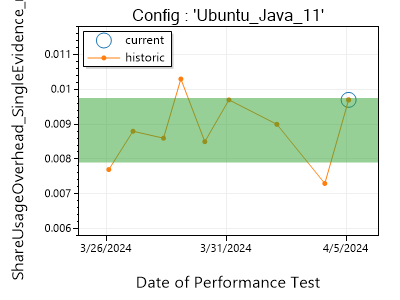 Config : 'Ubuntu_Java_11'
current
historic
0.011
0.01
0.009
0.008
0.007
0.006
3/26/2024
3/31/2024
4/5/2024
Date of Performance Test
ShareUsageOverhead_SingleEvidence_